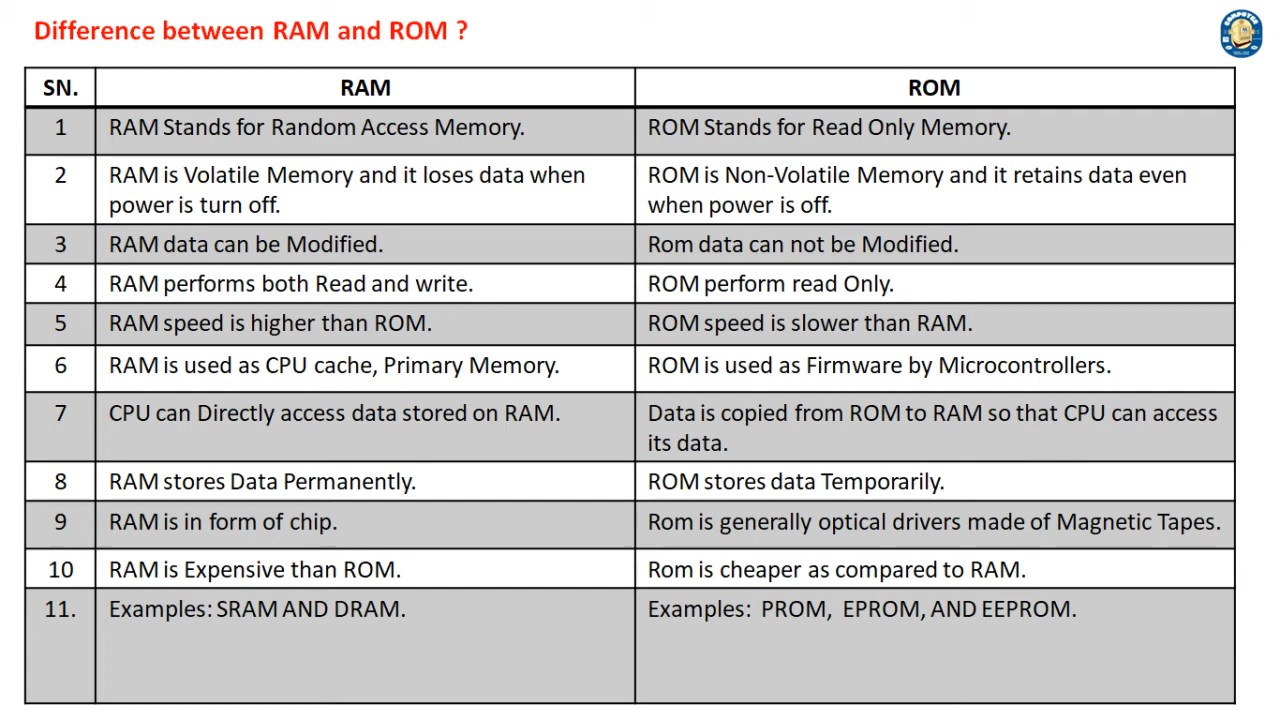 Difference between RAM and ROM ?
COMPUTER
SN. RAM ROM
1 RAM Stands for Random Access Memory. ROM Stands for Read Only Memory.
2 RAM is Volatile Memory and it loses data when ROM is Non-Volatile Memory and it retains data even
power is turn off. when power is off.
3 RAM data can be Modified. Rom data can not be Modified.
4 RAM performs both Read and write. ROM perform read Only.
5 RAM speed is higher than ROM. ROM speed is slower than RAM.
6 RAM is used as CPU cache, Primary Memory. ROM is used as Firmware by Microcontrollers.
7 CPU can Directly access data stored on RAM. Data is copied from ROM to RAM so that CPU can access
its data.
8 RAM stores Data Permanently. ROM stores data Temporarily.
9 RAM is in form of chip. Rom is generally optical drivers made of Magnetic Tapes.
10 RAM is Expensive than ROM. Rom is cheaper as compared to RAM.
11. Examples: SRAM AND DRAM. Examples: PROM, EPROM, AND EEPROM.